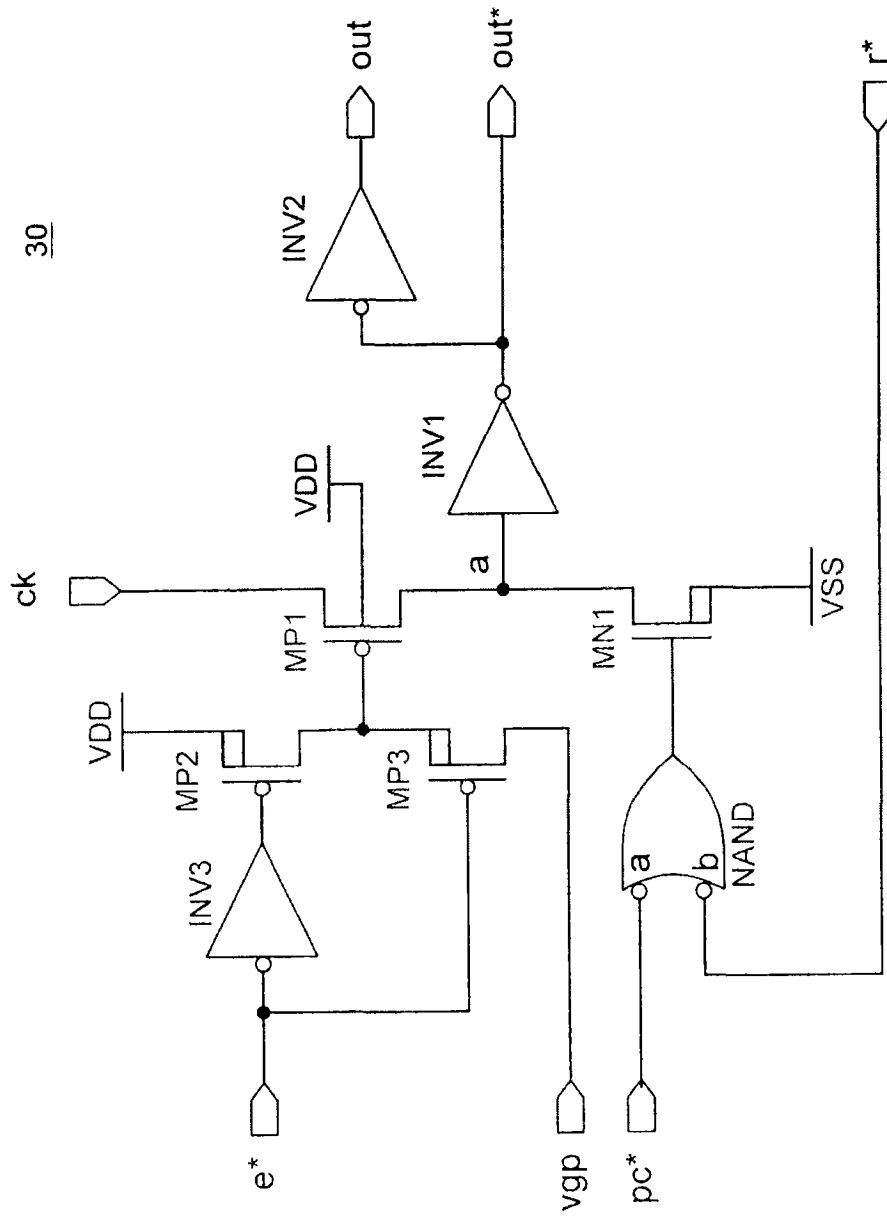 30
ck
VDD
VDD
INV2
out
MP2
MP1
INV3
a
INV1
out*
MP3
e*
MN1
vgp
VSS
a
b
pc*
NAND
r*